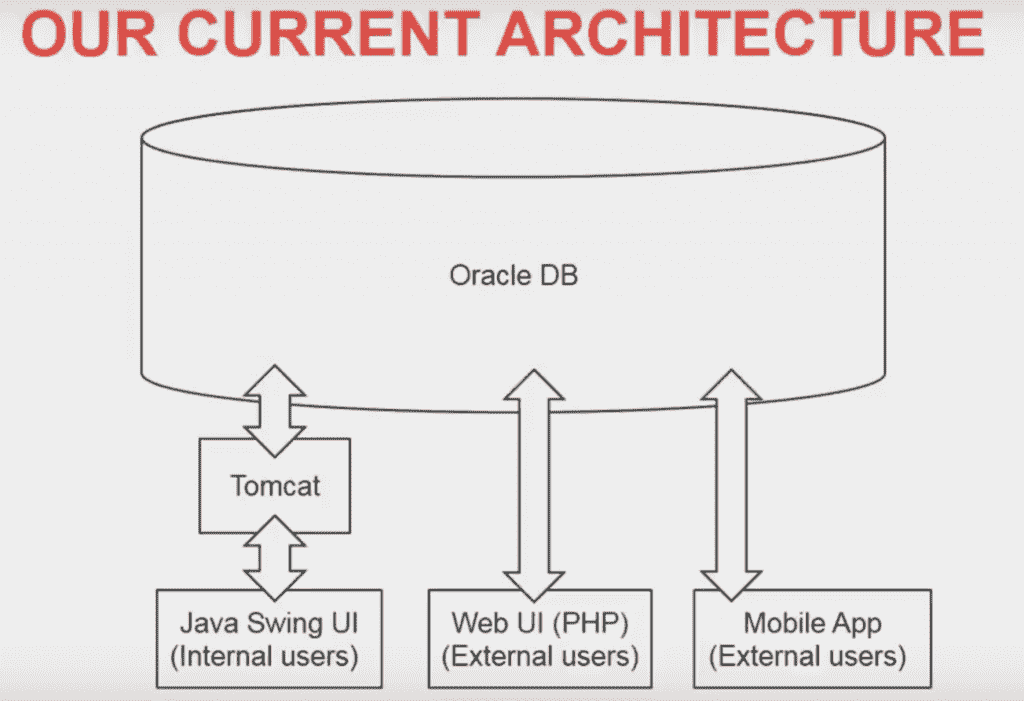 OUR CURRENT ARCHITECTURE
Oracle DB
Tomcat
Java Swing UI
(Internal users)
Web UI (PHP)
(External users)
Mobile App
(External users)